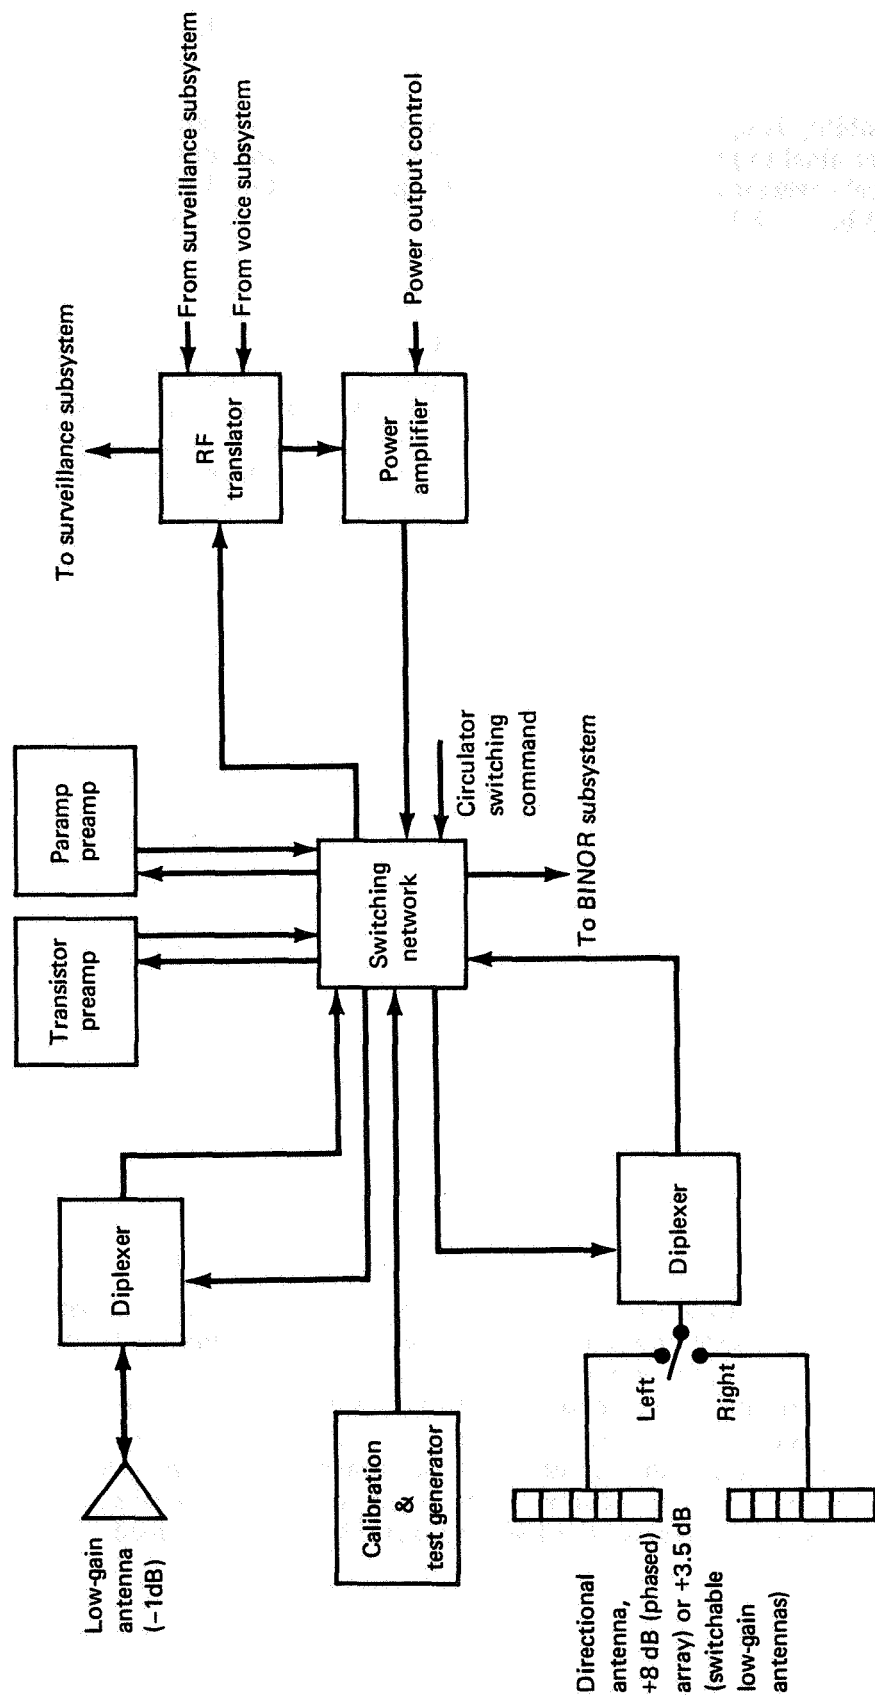 Low-gain
antenna
(−1dB)
Diplexer
Transistor
preamp
Paramp
preamp
To surveillance subsystem
RF
translator
From surveillance subsystem
From voice subsystem
Calibration
&
test generator
Switching
network
Circulator
switching
command
Power
amplifier
Power output control
To BINOR subsystem
Directional
antenna,
+8 dB (phased)
array) or +3.5 dB
(switchable
low-gain
antennas)
Left
Right
Diplexer